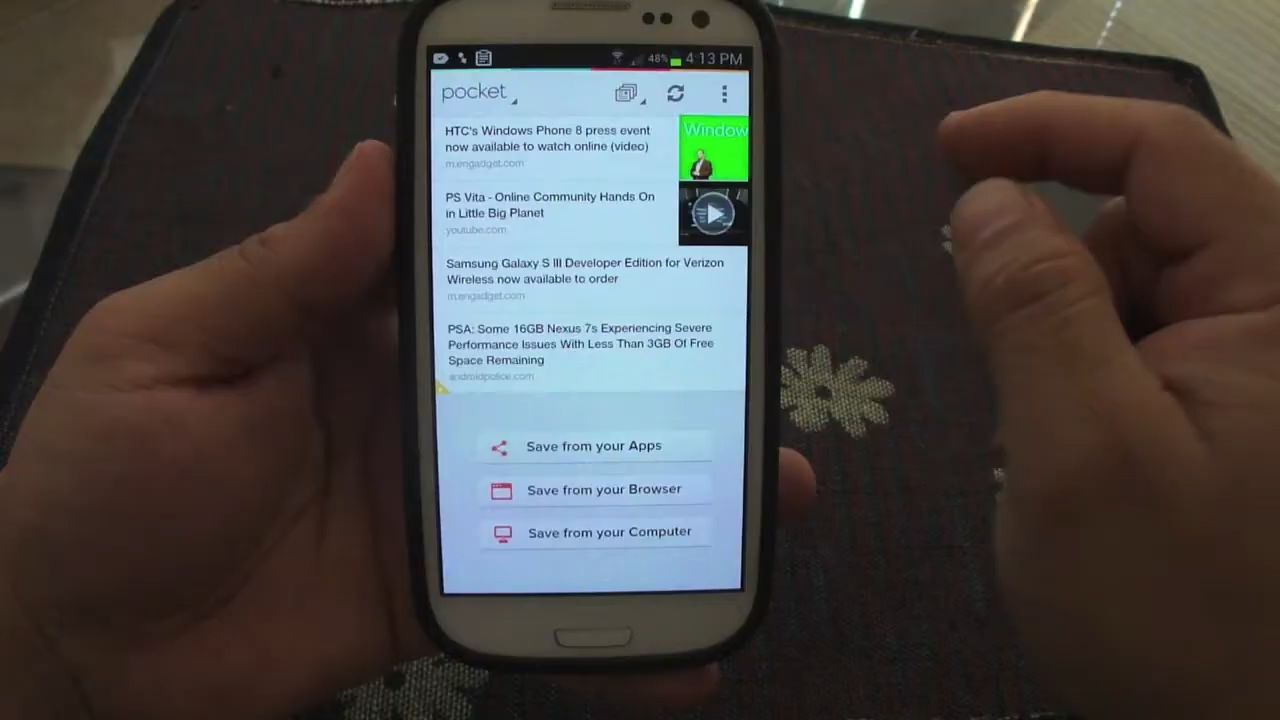 48% 4:13 PM
pocket
HTC's Windows Phone 8 press event
now available to watch online (video)
m.engadget.com
Window
PS Vita - Online Community Hands On
in Little Big Planet
youtube.com
Samsung Galaxy S III Developer Edition for Verizon
Wireless now available to order
m.engadget.com
PSA: Some 16GB Nexus 7s Experiencing Severe
Performance Issues With Less Than 3GB Of Free
Space Remaining
androidpolice.com
Save from your Apps
Save from your Browser
Save from your Computer